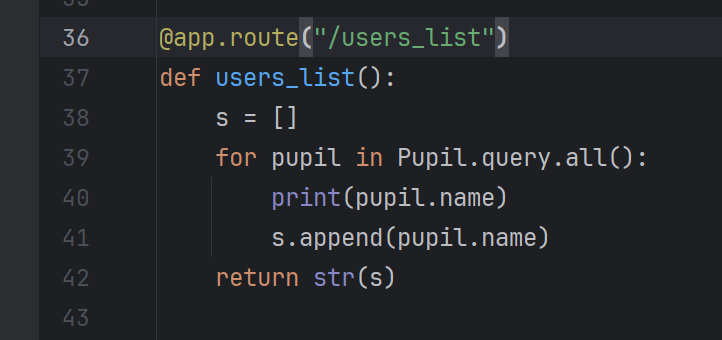 36 @app.route("/users_list")
37 def users_list():
38     s = []
39     for pupil in Pupil.query.all():
40         print(pupil.name)
41         s.append(pupil.name)
42     return str(s)
43